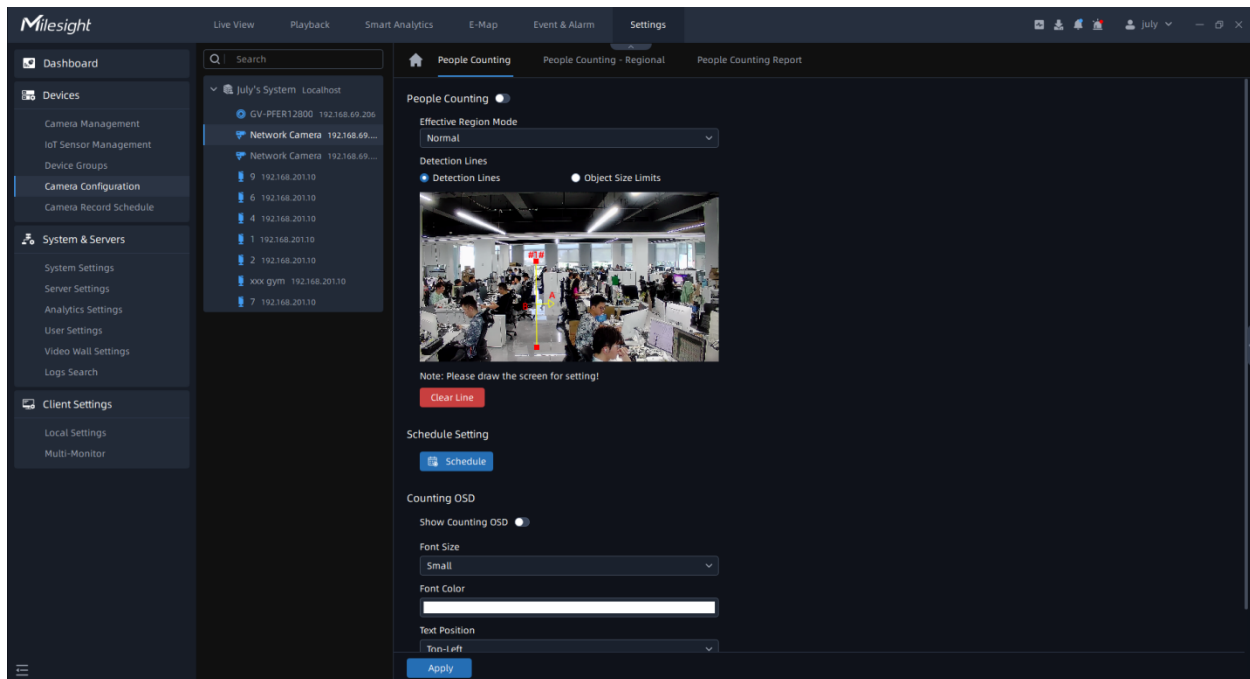 Milesight
Live View Playback Smart Analytics E-Map Event & Alarm Settings july
Dashboard
Devices
Camera Management
IoT Sensor Management
Device Groups
Camera Configuration
Camera Record Schedule
System & Servers
System Settings
Server Settings
Analytics Settings
User Settings
Video Wall Settings
Logs Search
Client Settings
Local Settings
Multi-Monitor
Search
July's System Localhost
GV-PFER12800 192.168.69.206
Network Camera 192.168.69....
Network Camera 192.168.69....
9 192.168.201.10
6 192.168.201.10
4 192.168.201.10
1 192.168.201.10
2 192.168.201.10
xxx gym 192.168.201.10
7 192.168.201.10
People Counting People Counting - Regional People Counting Report
People Counting
Effective Region Mode
Normal
Detection Lines
Detection Lines Object Size Limits
#1#
A
Note: Please draw the screen for setting!
Clear Line
Schedule Setting
Schedule
Counting OSD
Show Counting OSD
Font Size
Small
Font Color
Text Position
Top-Left
Apply